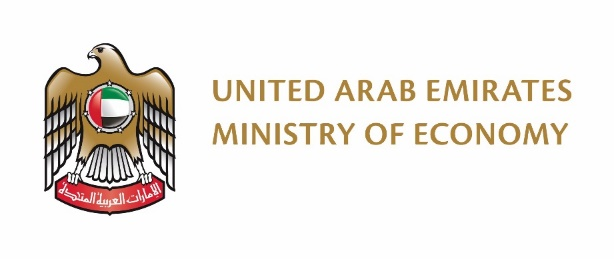 UNITED ARAB EMIRATES
MINISTRY OF ECONOMY
الإمارات العربية المتحدة